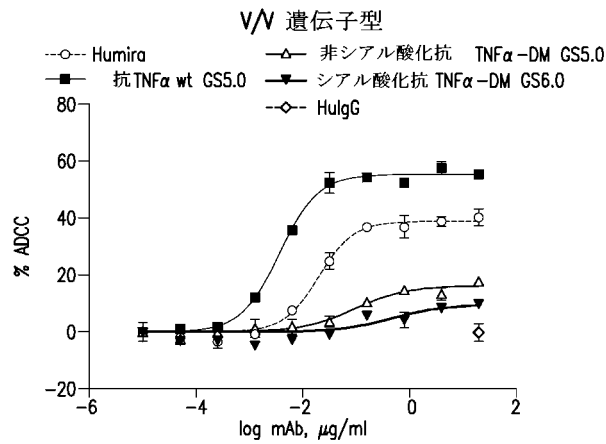 V/V 遺伝子型
Humira
非シアル酸化抗 TNFα-DM GS5.0
抗TNFα wt GS5.0
シアル酸化抗 TNFα-DM GS6.0
HuIgG
80
60
40
20
0
-20
% ADCC
-6
-4
-2
0
2
log mAb, μg/ml